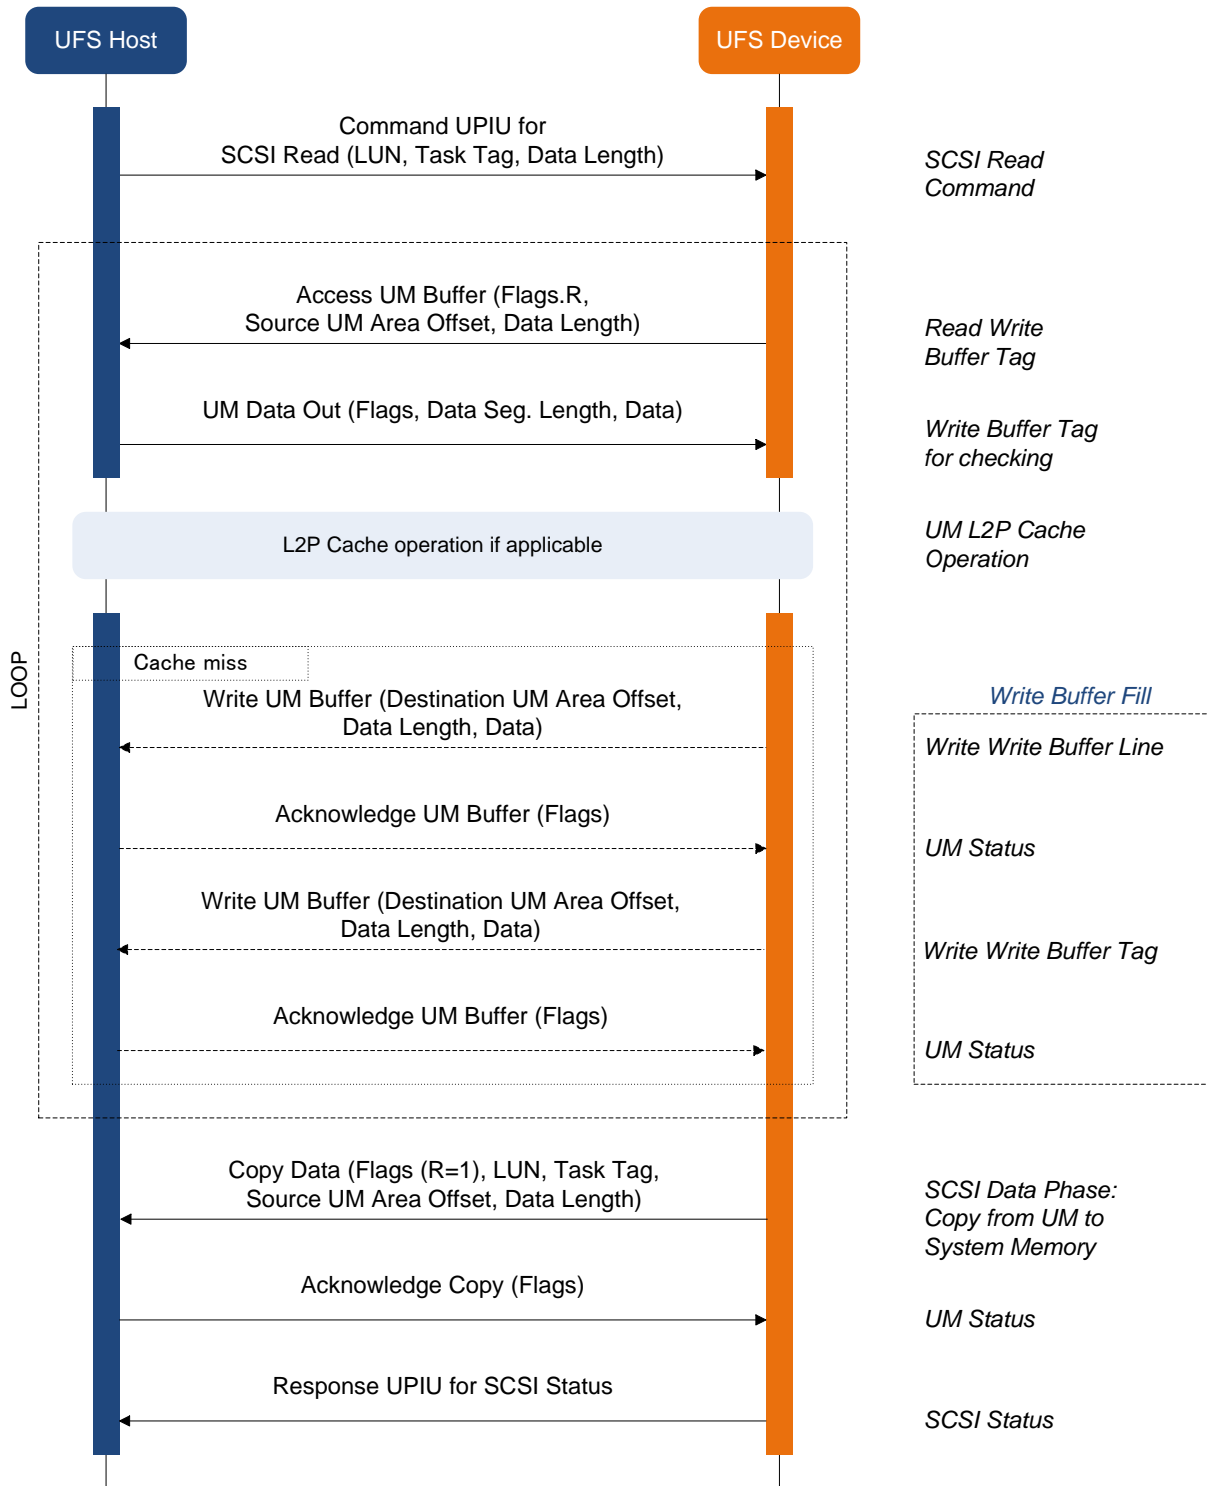 UFS Host
UFS Device
Command UPIU for
SCSI Read (LUN, Task Tag, Data Length)
SCSI Read
Command
Access UM Buffer (Flags.R,
Source UM Area Offset, Data Length)
Read Write
Buffer Tag
UM Data Out (Flags, Data Seg. Length, Data)
Write Buffer Tag
for checking
L2P Cache operation if applicable
UM L2P Cache
Operation
LOOP
Cache miss
Write UM Buffer (Destination UM Area Offset,
Data Length, Data)
Write Buffer Fill
Write Write Buffer Line
Acknowledge UM Buffer (Flags)
UM Status
Write UM Buffer (Destination UM Area Offset,
Data Length, Data)
Write Write Buffer Tag
Acknowledge UM Buffer (Flags)
UM Status
Copy Data (Flags (R=1), LUN, Task Tag,
Source UM Area Offset, Data Length)
SCSI Data Phase:
Copy from UM to
System Memory
Acknowledge Copy (Flags)
UM Status
Response UPIU for SCSI Status
SCSI Status